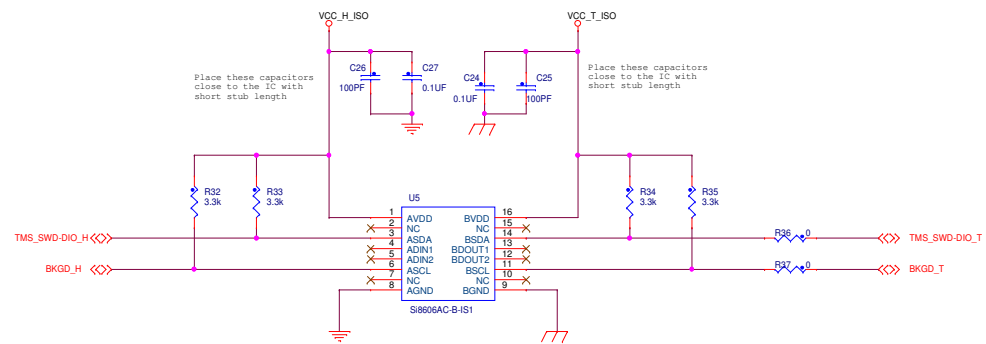 VCC_H_ISO
VCC_T_ISO
Place these capacitors
close to the IC with
short stub length
C26
100PF
C27
0.1UF
C24
0.1UF
C25
100PF
Place these capacitors
close to the IC with
short stub length
R32
3.3k
R33
3.3k
U5
R34
3.3k
R35
3.3k
1 AVDD BVDD 16
2 NC NC 15
3 ASDA BSDA 14
4 ADIN1 BDOUT1 13
5 ADIN2 BDOUT2 12
6 ASCL BSCL 11
7 NC NC 10
8 AGND BGND 9
Si8606AC-B-IS1
TMS_SWD-DIO_H
BKGD_H
R36 0
TMS_SWD-DIO_T
R37 0
BKGD_T